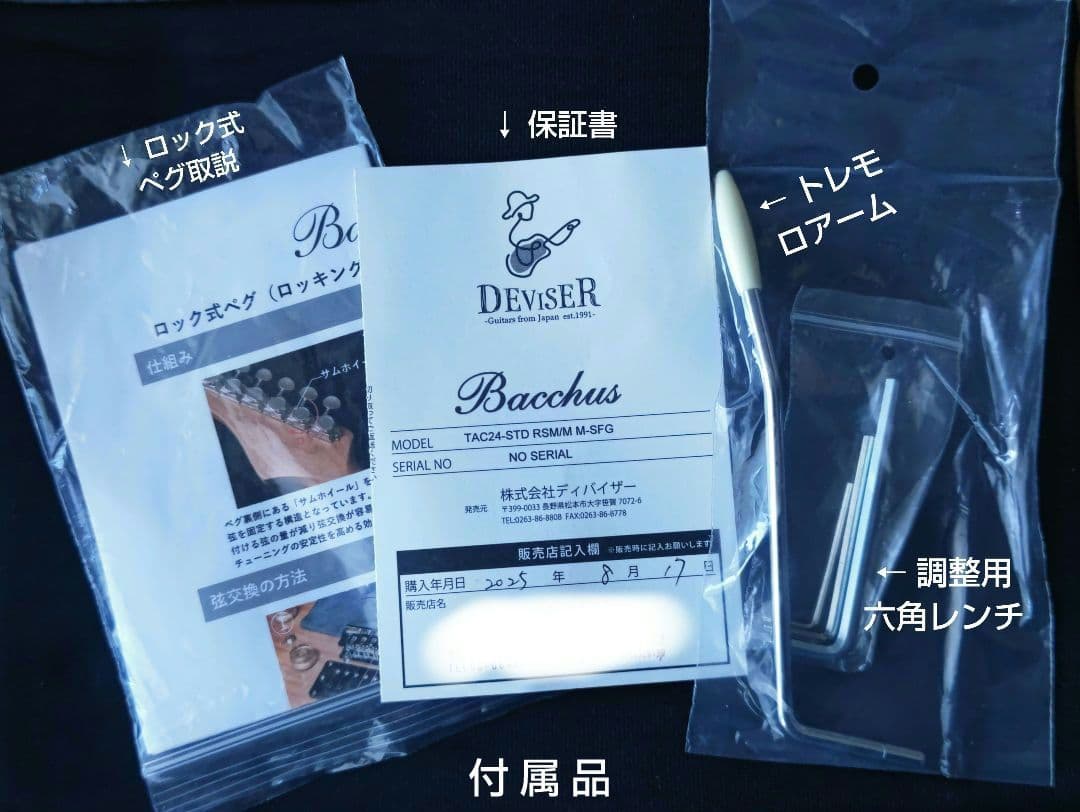 ↓ ロック式
ペグ取説
↓ 保証書
← トレモ
ロアーム
Bac
ロック式ペグ（ロッキング
仕組み
サムホイール
ペグ裏側にある「サムホイール」を
弦を固定する構造となっています。
付ける弦の量が減り弦交換が容易
チューニングの安定性を高める効
弦交換の方法
DEVISER
-Guitars from Japan est.1991-
Bacchus
MODEL TAC24-STD RSM/M M-SFG
SERIAL NO NO SERIAL
発売元 株式会社ディバイザー
〒399-0033 長野県松本市大字笹賀 7072-6
TEL:0263-86-8808 FAX:0263-86-8778
販売店記入欄 ※販売時に記入お願いします
購入年月日 2025 年 8 月 17 日
販売店名
← 調整用
六角レンチ
付属品